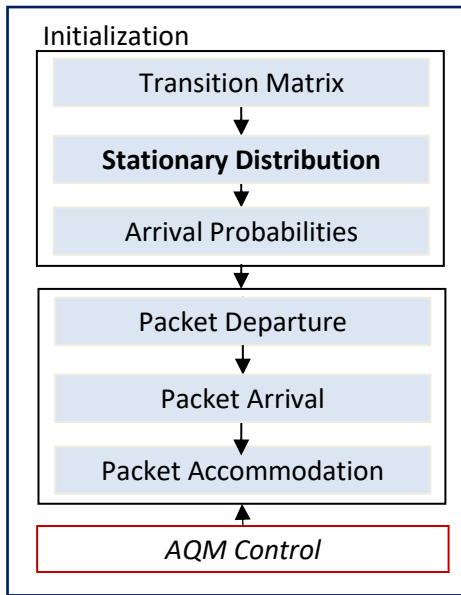 Initialization
Transition Matrix
Stationary Distribution
Arrival Probabilities
Packet Departure
Packet Arrival
Packet Accommodation
AQM Control